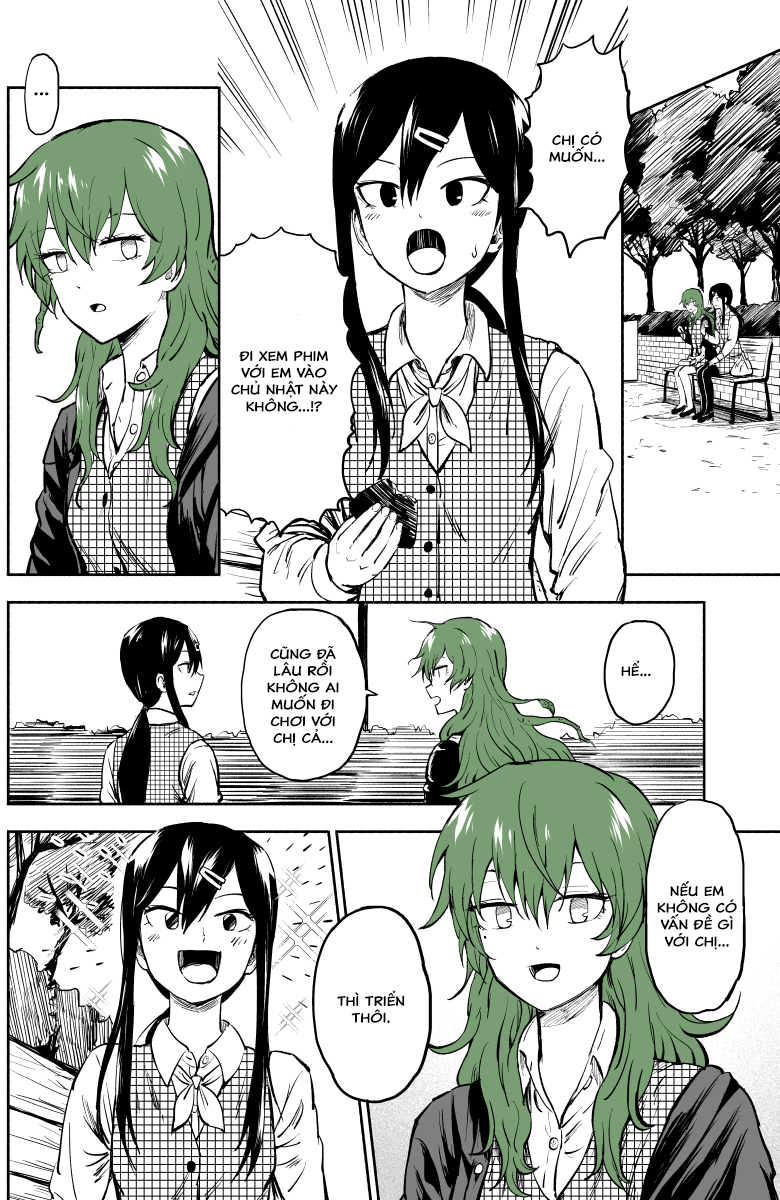 CHỊ CÓ
MUỐN...
ĐI XEM PHIM
VỚI EM VÀO
CHỦ NHẬT NÀY
KHÔNG...!?
...
HỂ...
CŨNG ĐÃ
LÂU RỒI
KHÔNG AI
MUỐN ĐI
CHƠI VỚI
CHỊ CẢ...
NẾU EM
KHÔNG CÓ
VẤN ĐỀ GÌ
VỚI CHỊ...
THÌ TRIỂN
THÔI.